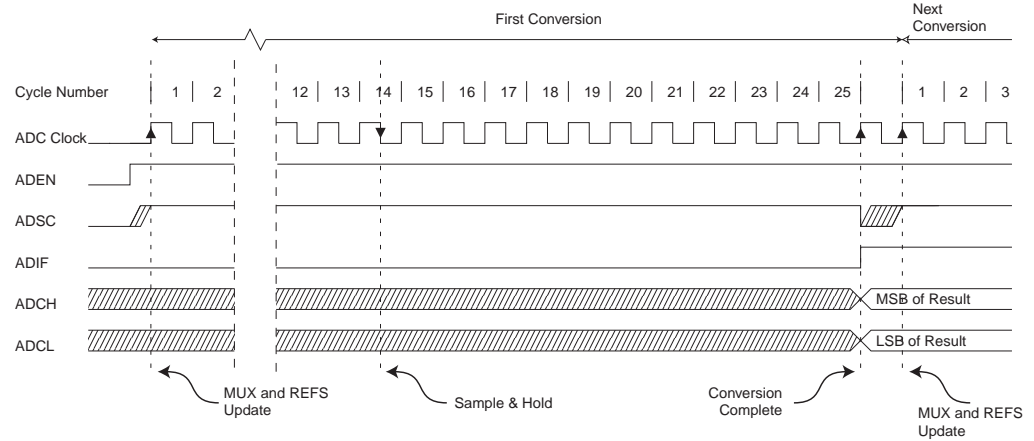 First Conversion
Next
Conversion
Cycle Number 1 2 12 13 14 15 16 17 18 19 20 21 22 23 24 25 1 2 3
ADC Clock
ADEN
ADSC
ADIF
ADCH MSB of Result
ADCL LSB of Result
MUX and REFS
Update
Sample & Hold
Conversion
Complete
MUX and REFS
Update